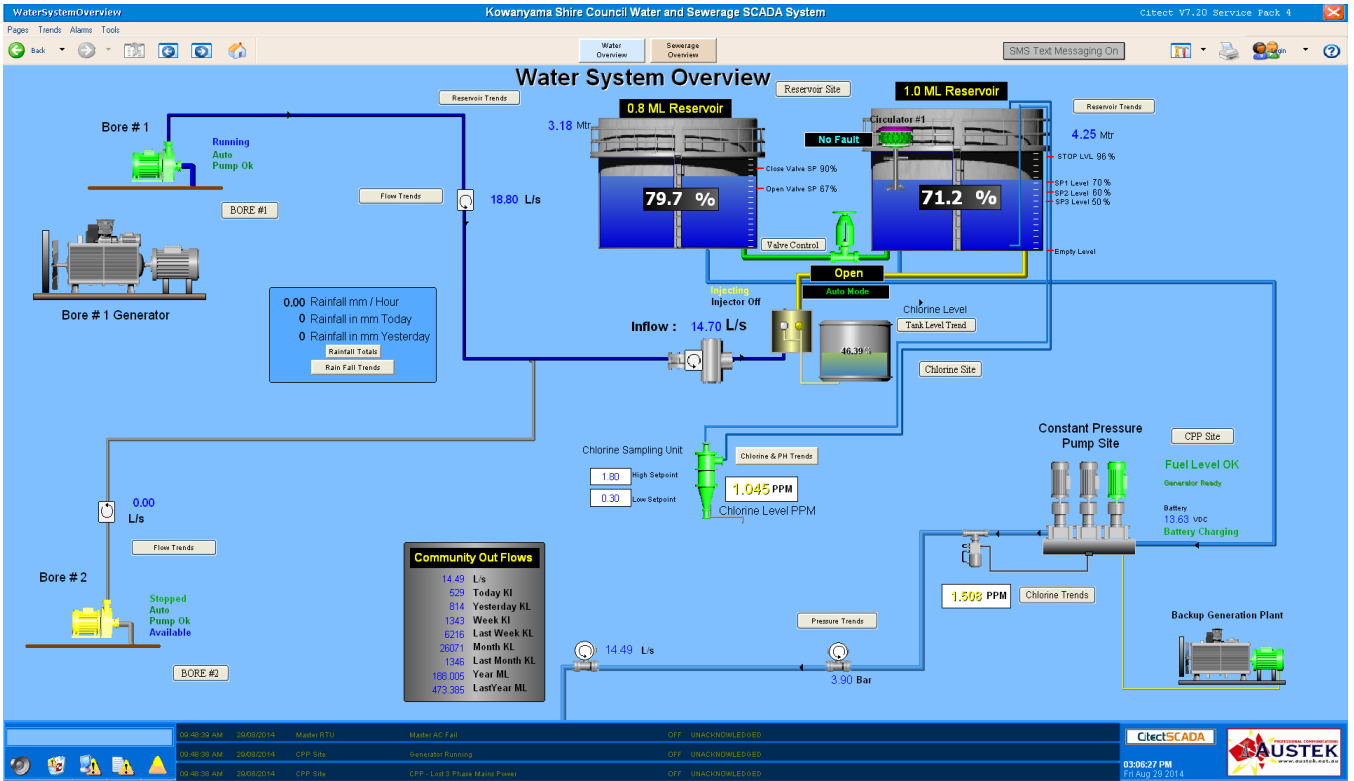 WaterSystemOverview
Kowanyama Shire Council Water and Sewerage SCADA System
Citect V7.20 Service Pack 4
Pages Trends Alarms Tools
Back
Water Overview
Sewerage Overview
SMS Text Messaging On
Water System Overview
Reservoir Trends
0.8 ML Reservoir
Reservoir Site
1.0 ML Reservoir
Reservoir Trends
Bore # 1
3.18 Mtr
Circulator #1
No Fault
4.25 Mtr
Running
Auto
Pump Ok
STOP LVL 96 %
Close Valve SP 90%
Open Valve SP 67%
SP1 Level 70 %
SP2 Level 60 %
SP3 Level 50 %
79.7 %
71.2 %
Flow Trends
18.80 L/s
BORE #1
Valve Control
Empty Level
Open
Auto Mode
Injecting
Injector Off
Bore # 1 Generator
0.00 Rainfall mm / Hour
0 Rainfall in mm Today
0 Rainfall in mm Yesterday
Rainfall Totals
Rain Fall Trends
Inflow : 14.70 L/s
Chlorine Level
Tank Level Trend
46.39%
Chlorine Site
Constant Pressure
Pump Site
CPP Site
Chlorine Sampling Unit
1.80 High Setpoint
0.30 Low Setpoint
Chlorine & PH Trends
1.045 PPM
Chlorine Level PPM
Fuel Level OK
Generator Ready
Battery
13.63 VDC
Battery Charging
0.00
L/s
Flow Trends
Bore # 2
Stopped
Auto
Pump Ok
Available
BORE #2
Community Out Flows
14.49 L/s
529 Today Kl
814 Yesterday KL
1343 Week Kl
6216 Last Week KL
26071 Month KL
1346 Last Month KL
188.005 Year ML
473.385 LastYear ML
1.508 PPM
Chlorine Trends
Pressure Trends
14.49 L/s
3.90 Bar
Backup Generation Plant
09:48:39 AM 29/08/2014 Master RTU Master AC Fail OFF UNACKNOWLEDGED
09:48:38 AM 29/08/2014 CPP Site Generator Running OFF UNACKNOWLEDGED
09:48:38 AM 29/08/2014 CPP Site CPP - Lost 3 Phase Mains Power OFF UNACKNOWLEDGED
CitectSCADA
03:06:27 PM
Fri Aug 29 2014
PROFESSIONAL COMMUNICATIONS
AUSTEK
www.austek.net.au